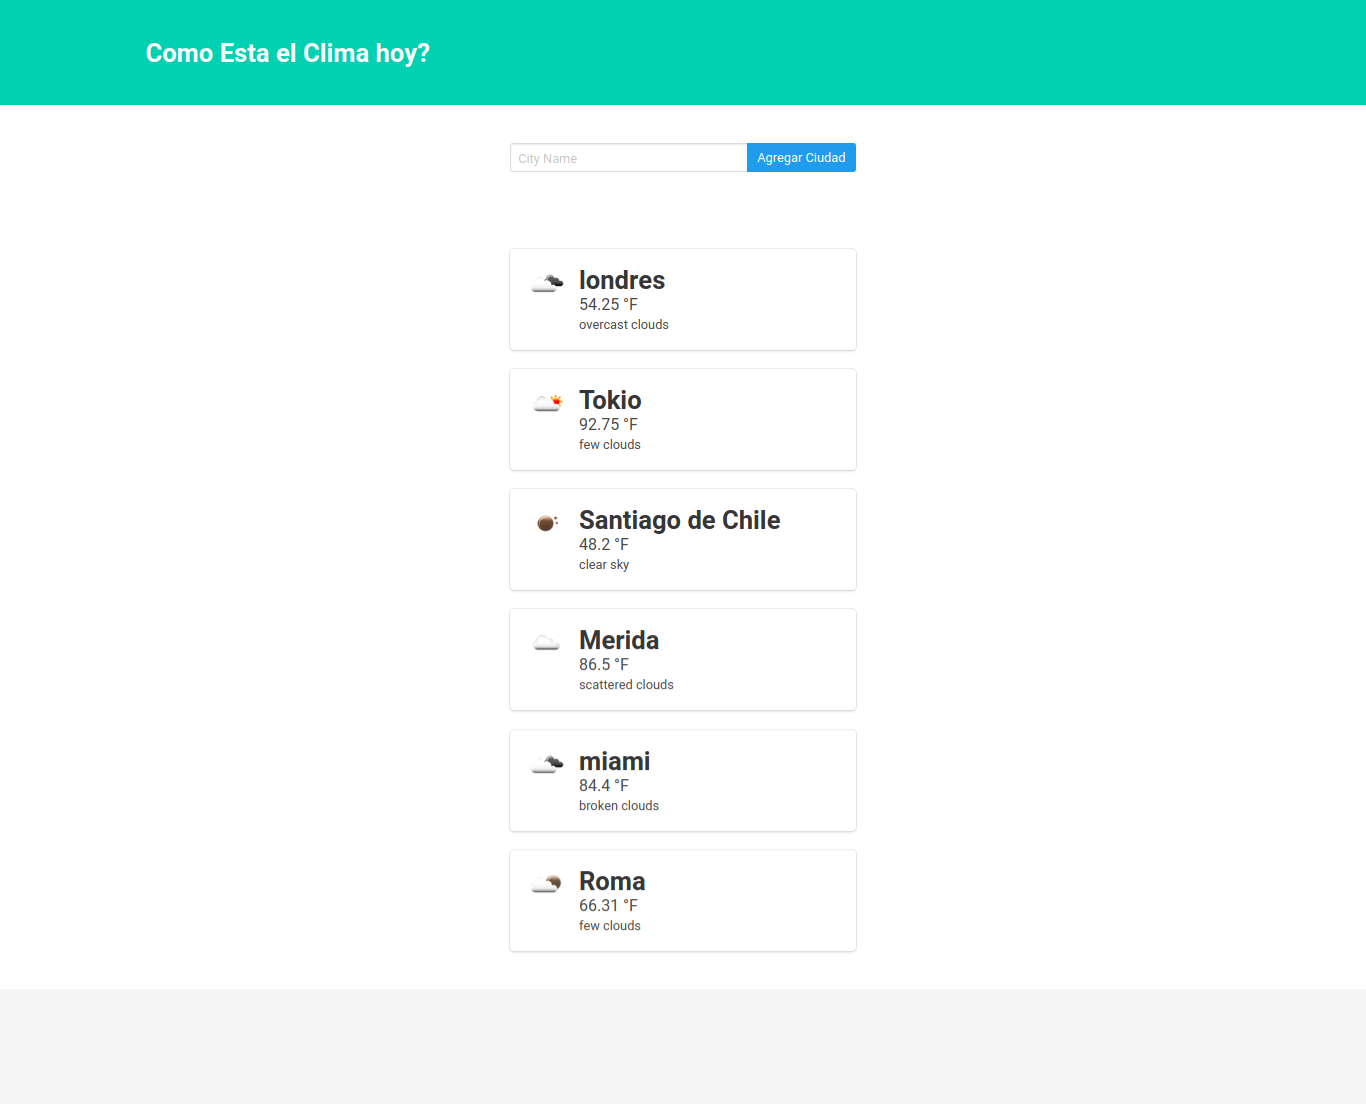 Como Esta el Clima hoy?
City Name
Agregar Ciudad
londres
54.25 °F
overcast clouds
Tokio
92.75 °F
few clouds
Santiago de Chile
48.2 °F
clear sky
Merida
86.5 °F
scattered clouds
miami
84.4 °F
broken clouds
Roma
66.31 °F
few clouds